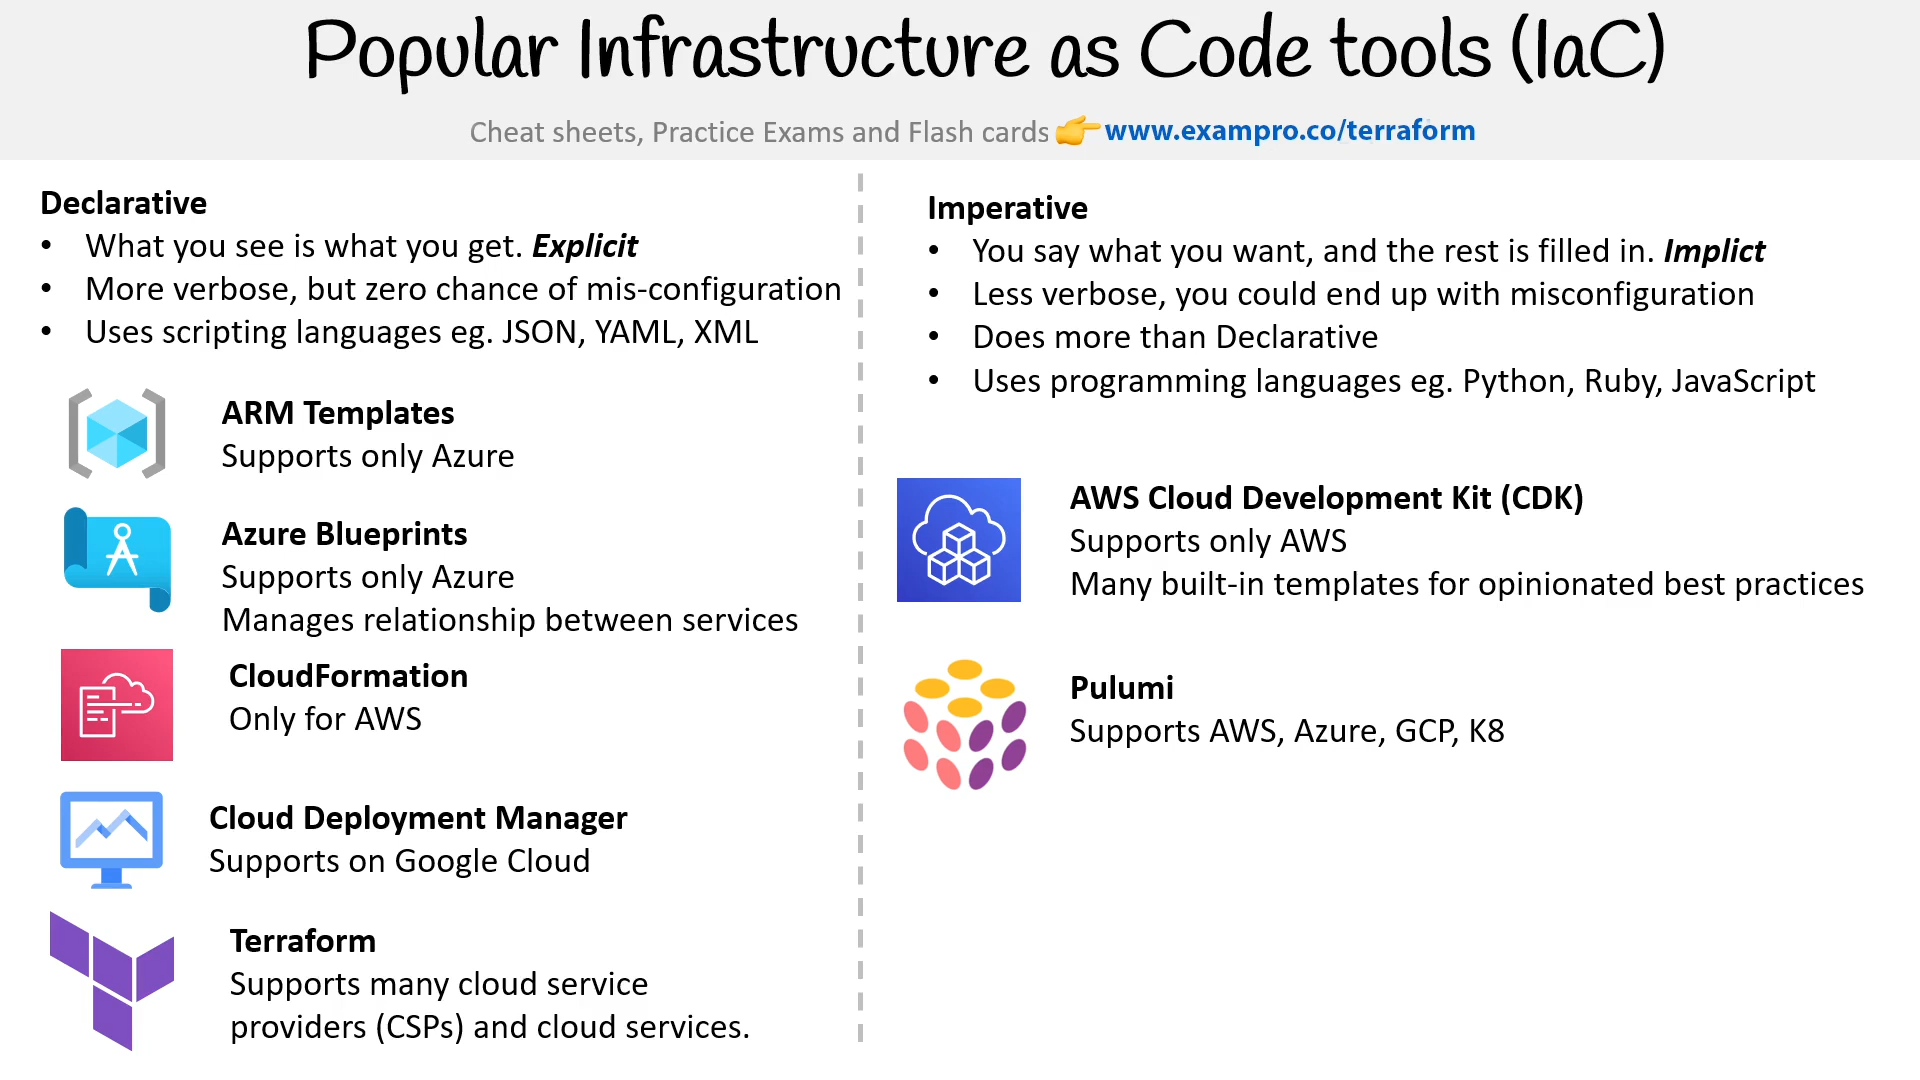 Popular Infrastructure as Code tools (IaC)
Cheat sheets, Practice Exams and Flash cards 👉 www.exampro.co/terraform
Declarative
• What you see is what you get. Explicit
• More verbose, but zero chance of mis-configuration
• Uses scripting languages eg. JSON, YAML, XML
ARM Templates
Supports only Azure
Azure Blueprints
Supports only Azure
Manages relationship between services
CloudFormation
Only for AWS
Cloud Deployment Manager
Supports on Google Cloud
Terraform
Supports many cloud service
providers (CSPs) and cloud services.
Imperative
• You say what you want, and the rest is filled in. Implict
• Less verbose, you could end up with misconfiguration
• Does more than Declarative
• Uses programming languages eg. Python, Ruby, JavaScript
AWS Cloud Development Kit (CDK)
Supports only AWS
Many built-in templates for opinionated best practices
Pulumi
Supports AWS, Azure, GCP, K8